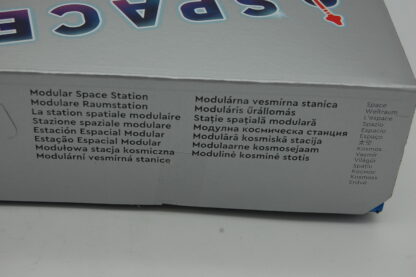 SPACE
Modular Space Station
Modulare Raumstation
La station spatiale modulaire
Stazione spaziale modulare
Estación Espacial Modular
Estação Espacial Modular
Modułowa stacja kosmiczna
Modulární vesmírná stanice
Modulárna vesmírna stanica
Moduláris űrállomás
Stație spațială modulară
Модулна космическа станция
Modulārā kosmiskā stacija
Modulaarne kosmosejaam
Modulinė kosminė stotis
Space
Weltraum
L'espace
Spazio
Espacio
Espaço
太空
Kosmos
Vesmír
Világűr
Spațiu
Космос
Kosmoss